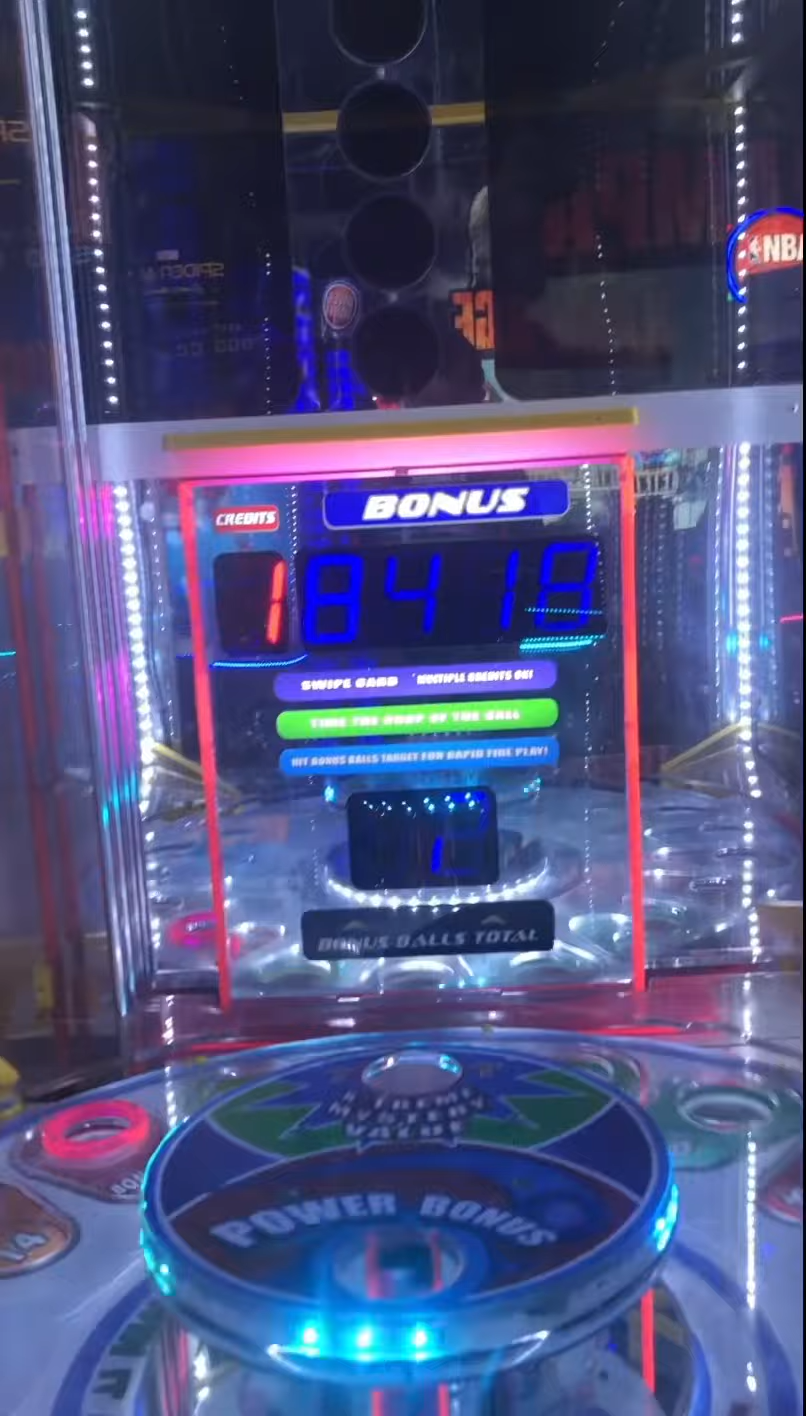 NBA
BONUS
CREDITS
1
8418
SWIPE CARD MULTIPLE CREDITS OK!
TIME THE DROP OF THE BALL
HIT BONUS BALLS TARGET FOR RAPID FIRE PLAY!
BONUS BALLS TOTAL
XTREME
MYSTERY
VALUE
POWER BONUS